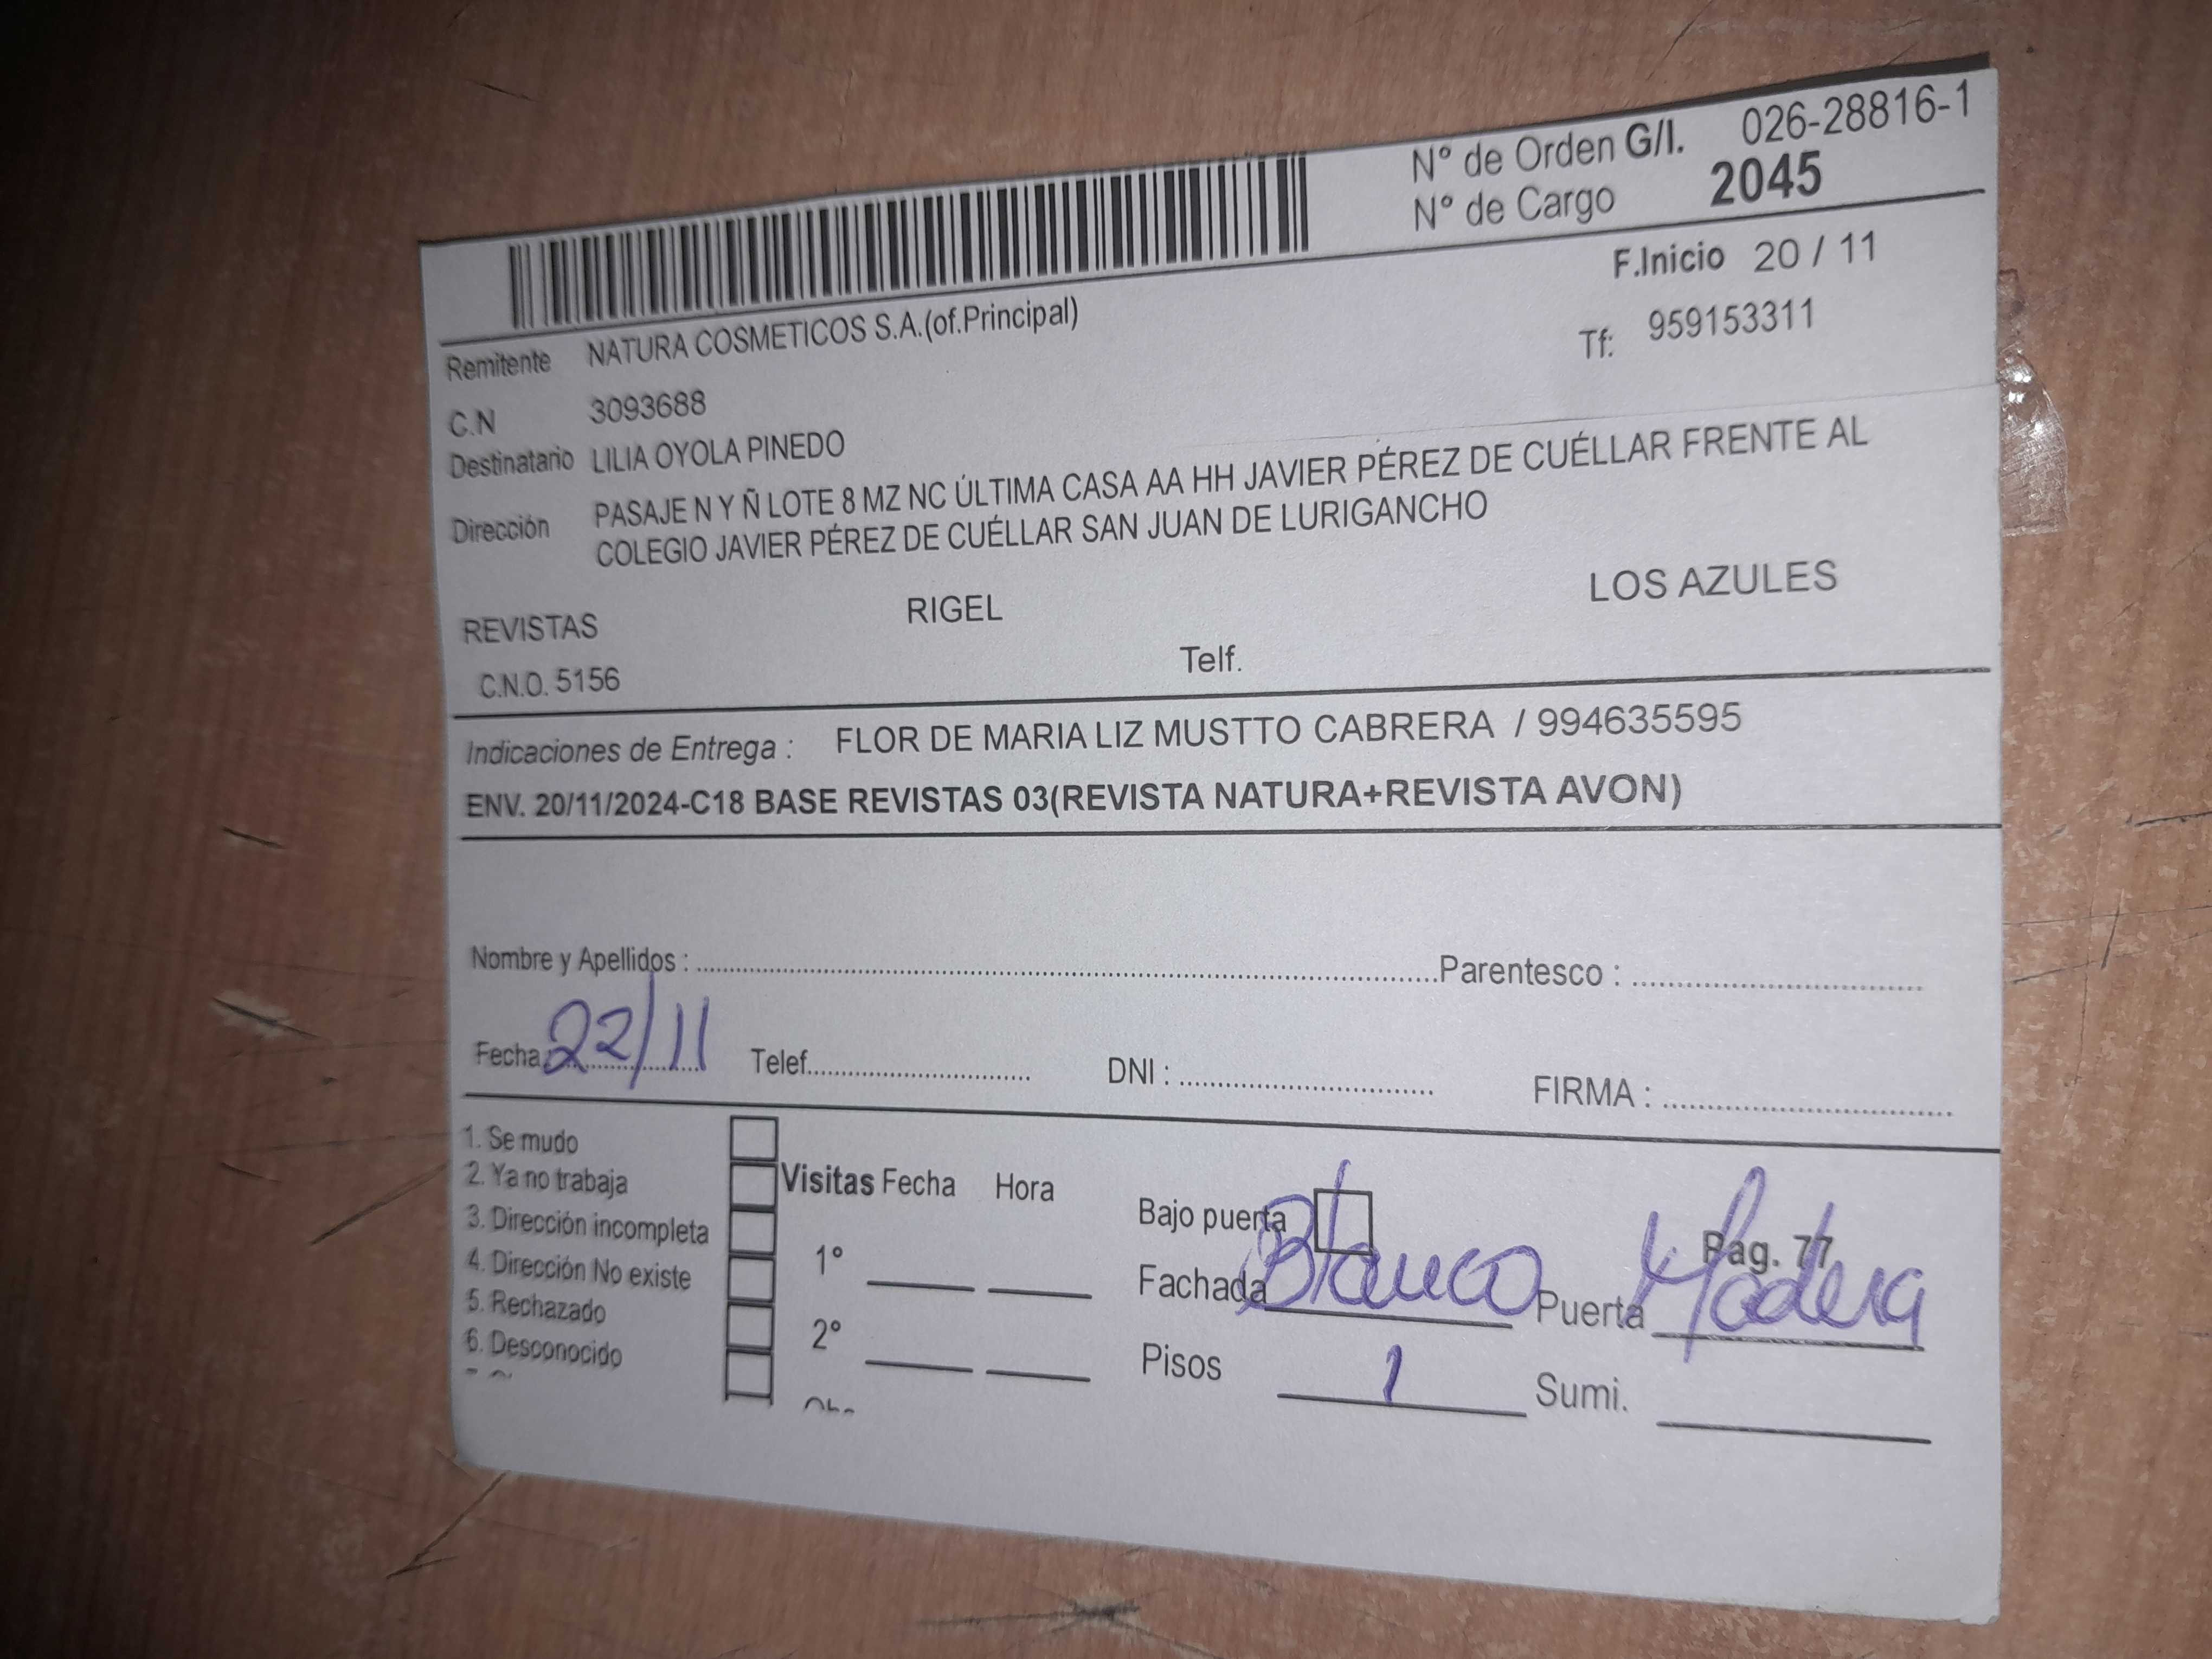 Nº de Orden G/I. 026-28816-1
Nº de Cargo 2045
F.Inicio 20 / 11
Remitente NATURA COSMETICOS S.A.(of.Principal)
Tf: 959153311
C.N 3093688
Destinatario LILIA OYOLA PINEDO
Dirección PASAJE N Y Ñ LOTE 8 MZ NC ÚLTIMA CASA AA HH JAVIER PÉREZ DE CUÉLLAR FRENTE AL
COLEGIO JAVIER PÉREZ DE CUÉLLAR SAN JUAN DE LURIGANCHO
REVISTAS RIGEL LOS AZULES
C.N.O. 5156 Telf.
Indicaciones de Entrega : FLOR DE MARIA LIZ MUSTTO CABRERA / 994635595
ENV. 20/11/2024-C18 BASE REVISTAS 03(REVISTA NATURA+REVISTA AVON)
Nombre y Apellidos : Parentesco :
Fecha 22/11 Telef. DNI : FIRMA :
1. Se mudo
2. Ya no trabaja
3. Dirección incompleta
4. Dirección No existe
5. Rechazado
6. Desconocido
Visitas Fecha Hora
1º
2º
Bajo puerta Pag. 77
Fachada Blanco Puerta Madera
Pisos 1 Sumi.